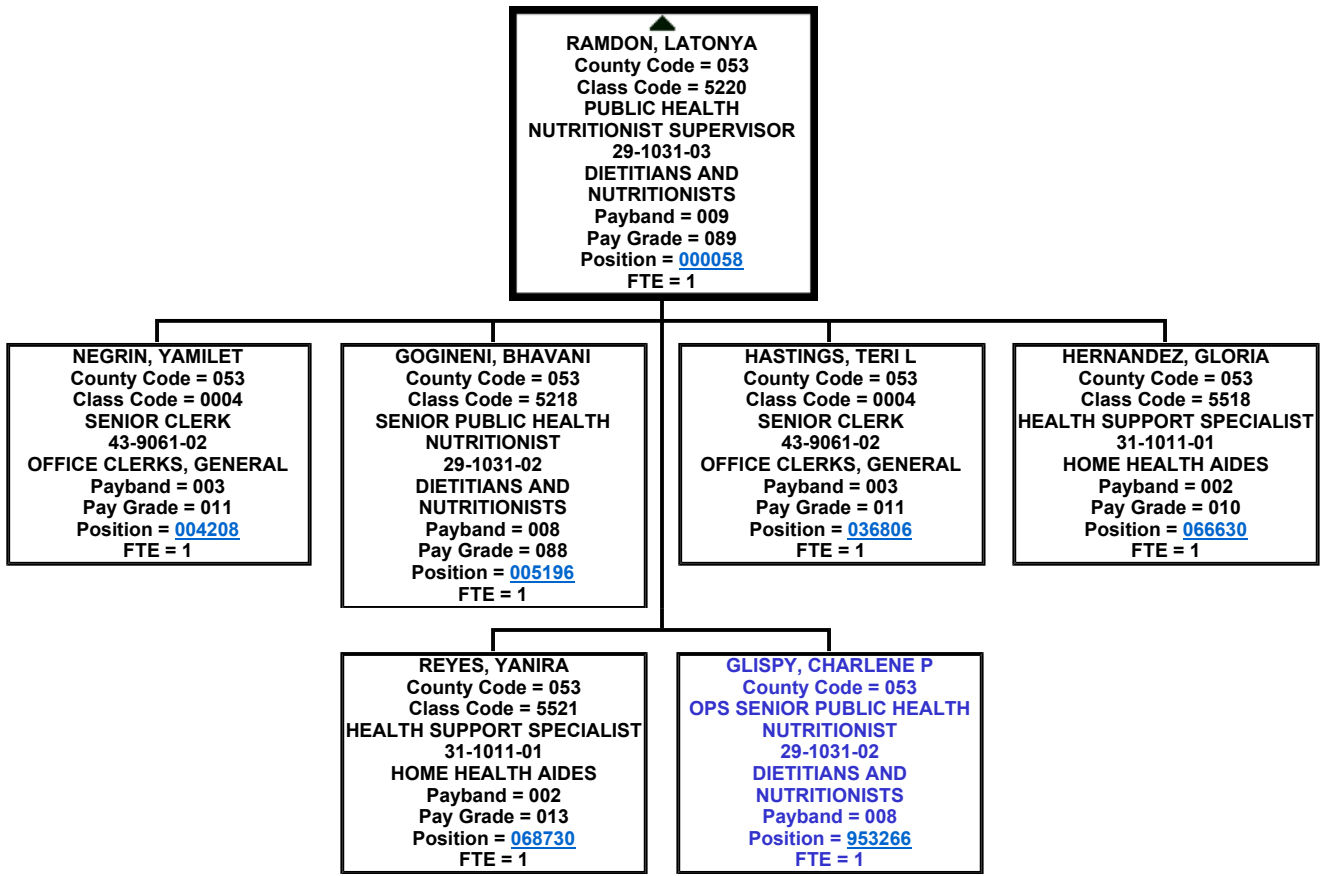 RAMDON, LATONYA
County Code = 053
Class Code = 5220
PUBLIC HEALTH
NUTRITIONIST SUPERVISOR
29-1031-03
DIETITIANS AND
NUTRITIONISTS
Payband = 009
Pay Grade = 089
Position = 000058
FTE = 1
NEGRIN, YAMILET
County Code = 053
Class Code = 0004
SENIOR CLERK
43-9061-02
OFFICE CLERKS, GENERAL
Payband = 003
Pay Grade = 011
Position = 004208
FTE = 1
GOGINENI, BHAVANI
County Code = 053
Class Code = 5218
SENIOR PUBLIC HEALTH
NUTRITIONIST
29-1031-02
DIETITIANS AND
NUTRITIONISTS
Payband = 008
Pay Grade = 088
Position = 005196
FTE = 1
HASTINGS, TERI L
County Code = 053
Class Code = 0004
SENIOR CLERK
43-9061-02
OFFICE CLERKS, GENERAL
Payband = 003
Pay Grade = 011
Position = 036806
FTE = 1
HERNANDEZ, GLORIA
County Code = 053
Class Code = 5518
HEALTH SUPPORT SPECIALIST
31-1011-01
HOME HEALTH AIDES
Payband = 002
Pay Grade = 010
Position = 066630
FTE = 1
REYES, YANIRA
County Code = 053
Class Code = 5521
HEALTH SUPPORT SPECIALIST
31-1011-01
HOME HEALTH AIDES
Payband = 002
Pay Grade = 013
Position = 068730
FTE = 1
GLISPY, CHARLENE P
County Code = 053
OPS SENIOR PUBLIC HEALTH
NUTRITIONIST
29-1031-02
DIETITIANS AND
NUTRITIONISTS
Payband = 008
Position = 953266
FTE = 1